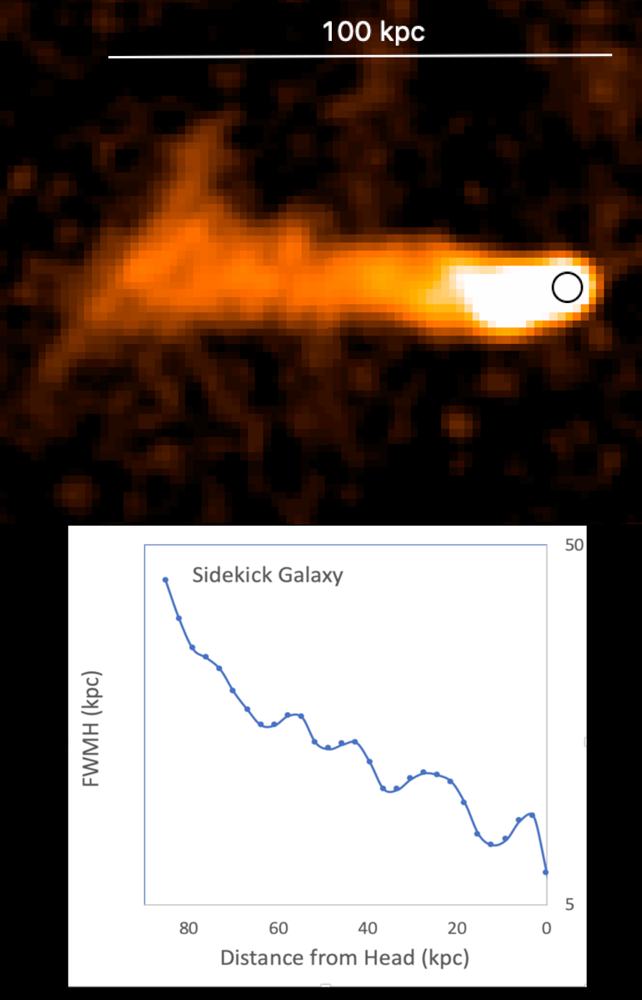 100 kpc
50
Sidekick Galaxy
FWMH (kpc)
5
80 60 40 20 0
Distance from Head (kpc)